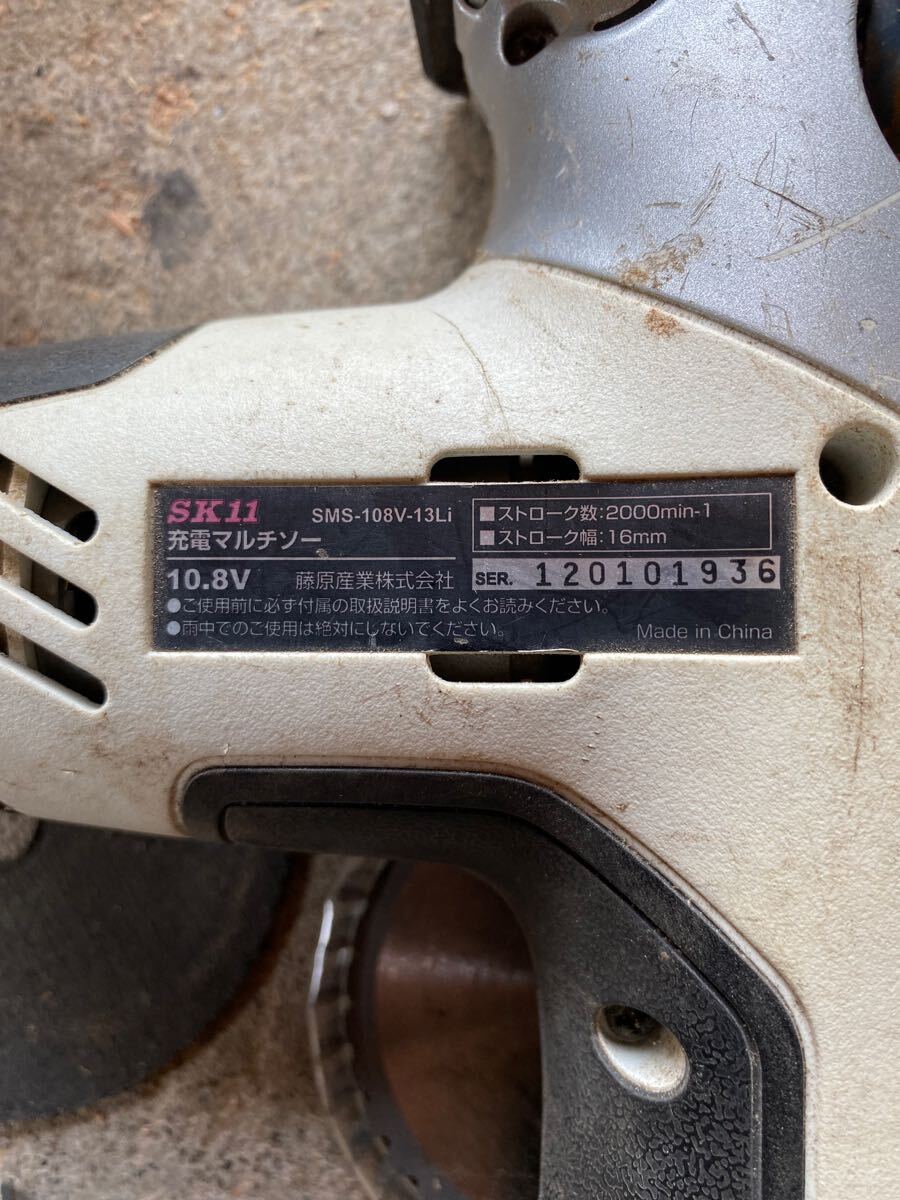 SK11 SMS-108V-13Li
充電マルチソー
10.8V 藤原産業株式会社
■ストローク数:2000min-1
■ストローク幅:16mm
SER. 120101936
●ご使用前に必ず付属の取扱説明書をよくお読みください。
●雨中でのご使用は絶対にしないでください。
Made in China